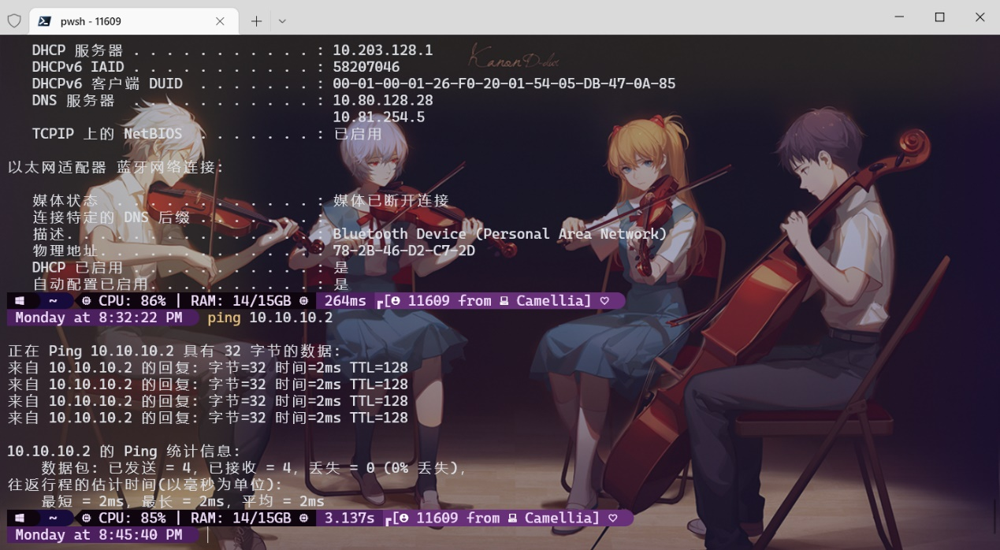 pwsh - 11609
DHCP 服务器 . . . . . . . . . . . : 10.203.128.1
DHCPv6 IAID . . . . . . . . . . . : 58207046
DHCPv6 客户端 DUID  . . . . . . . : 00-01-00-01-26-F0-20-01-54-05-DB-47-0A-85
DNS 服务器  . . . . . . . . . . . : 10.80.128.28
10.81.254.5
TCPIP 上的 NetBIOS  . . . . . . . : 已启用
以太网适配器 蓝牙网络连接:
媒体状态  . . . . . . . . . . . . : 媒体已断开连接
连接特定的 DNS 后缀 . . . . . . . :
描述. . . . . . . . . . . . . . . : Bluetooth Device (Personal Area Network)
物理地址. . . . . . . . . . . . . : 78-2B-46-D2-C7-2D
DHCP 已启用 . . . . . . . . . . . : 是
自动配置已启用. . . . . . . . . . : 是
~ CPU: 86% | RAM: 14/15GB 264ms ┏[ 11609 from Camellia] ♡
Monday at 8:32:22 PM ping 10.10.10.2
正在 Ping 10.10.10.2 具有 32 字节的数据:
来自 10.10.10.2 的回复: 字节=32 时间=2ms TTL=128
来自 10.10.10.2 的回复: 字节=32 时间=2ms TTL=128
来自 10.10.10.2 的回复: 字节=32 时间=2ms TTL=128
来自 10.10.10.2 的回复: 字节=32 时间=2ms TTL=128
10.10.10.2 的 Ping 统计信息:
数据包: 已发送 = 4，已接收 = 4，丢失 = 0 (0% 丢失)，
往返行程的估计时间(以毫秒为单位):
最短 = 2ms，最长 = 2ms，平均 = 2ms
~ CPU: 85% | RAM: 14/15GB 3.137s ┏[ 11609 from Camellia] ♡
Monday at 8:45:40 PM